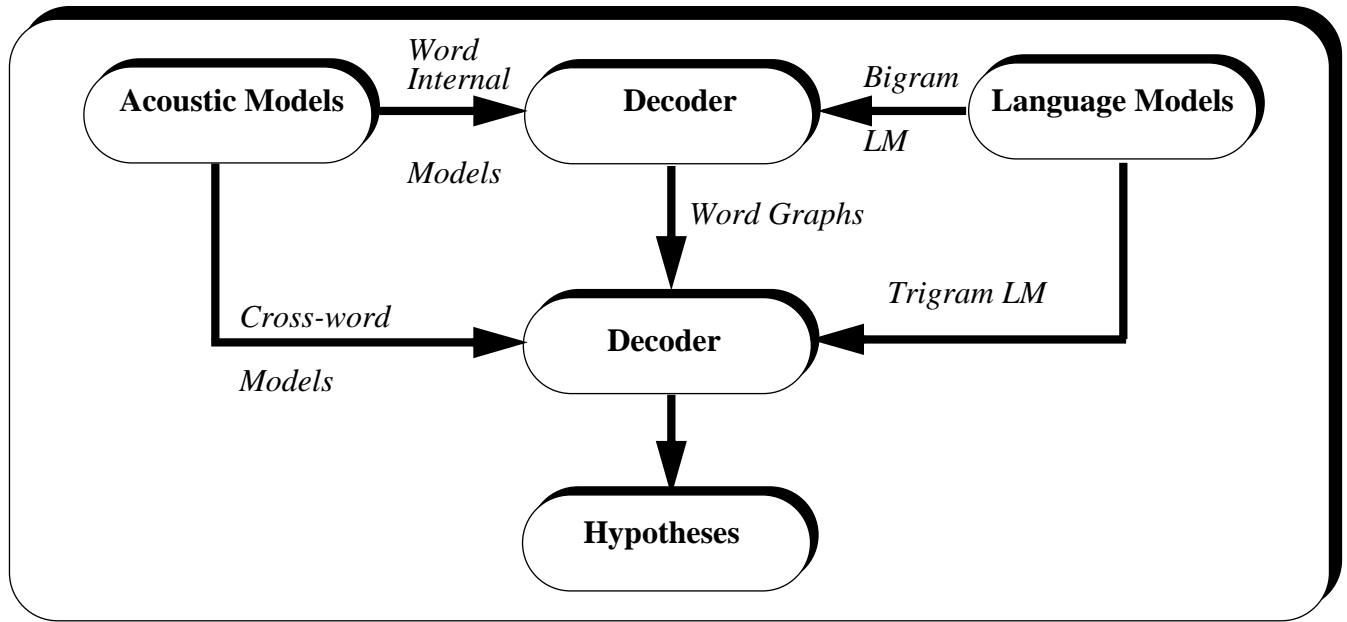 Word
Internal
Acoustic Models
Decoder
Bigram
Language Models
LM
Models
Word Graphs
Trigram LM
Cross-word
Decoder
Models
Hypotheses